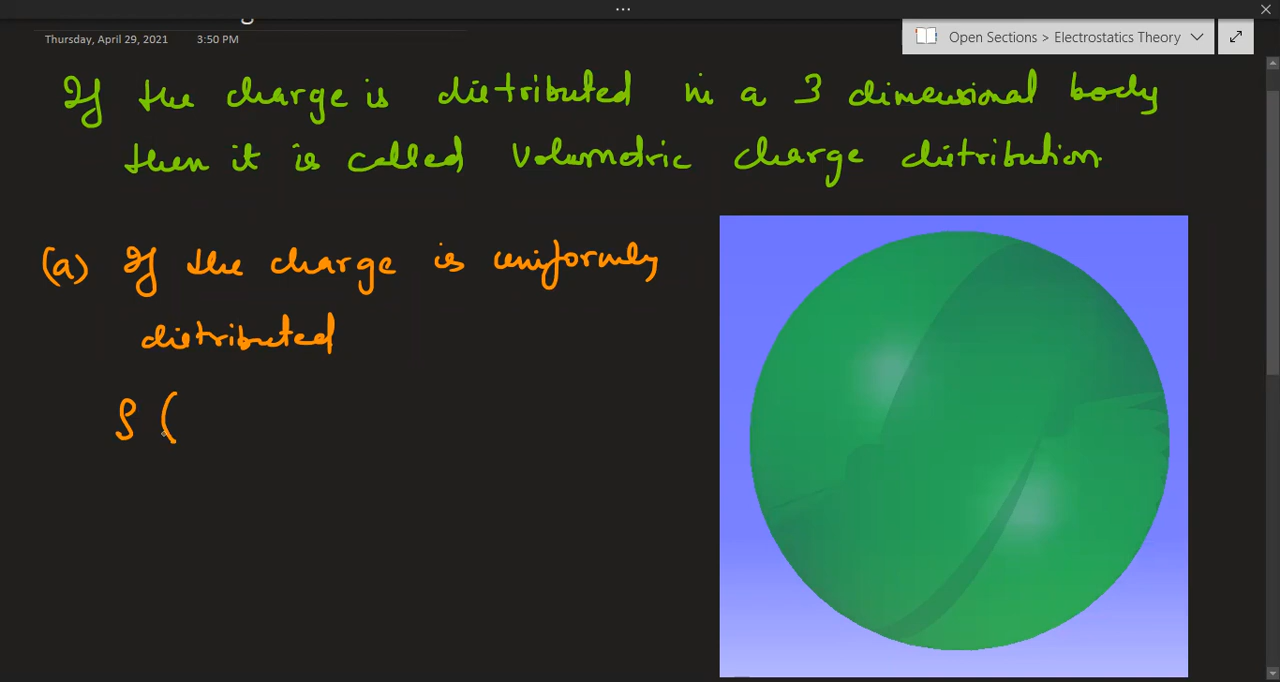 Thursday, April 29, 2021 3:50 PM
Open Sections > Electrostatics Theory
If the charge is distributed in a 3 dimensional body
then it is called Volumetric charge distribution.
(a) If the charge is uniformly
distributed
ρ (